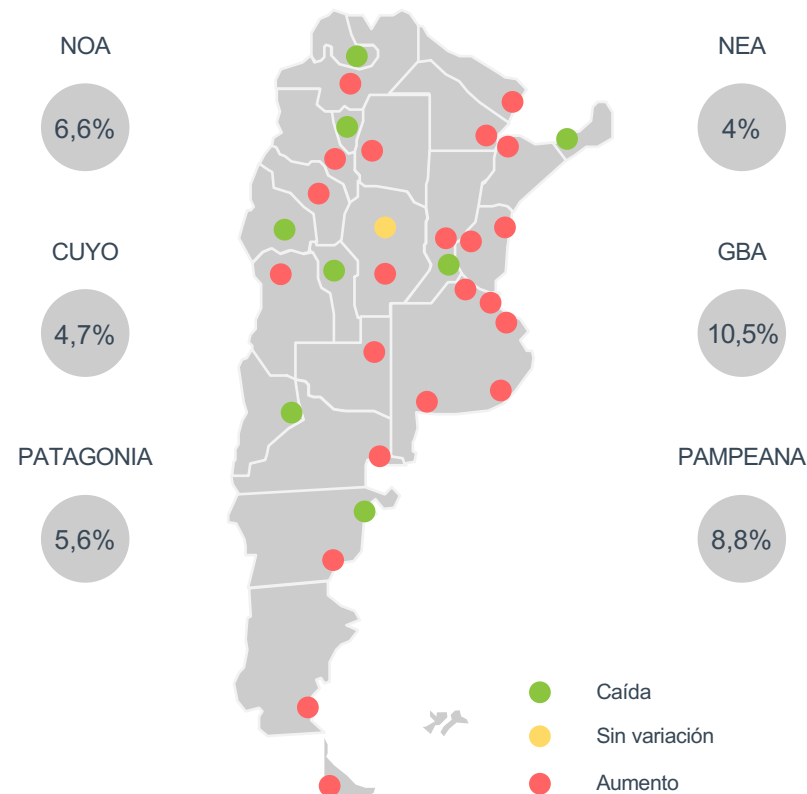 NOA
6,6%
NEA
4%
CUYO
4,7%
GBA
10,5%
PATAGONIA
5,6%
PAMPEANA
8,8%
Caída
Sin variación
Aumento